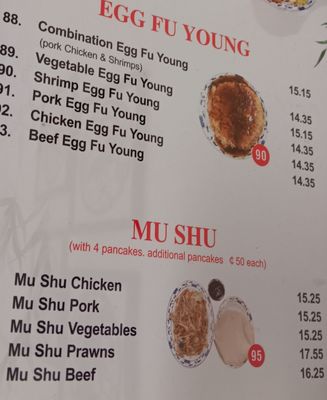 EGG FU YOUNG
88. Combination Egg Fu Young 15.15
(pork Chicken & Shrimps)
89. Vegetable Egg Fu Young 14.35
90. Shrimp Egg Fu Young 15.15
91. Pork Egg Fu Young 14.35
92. Chicken Egg Fu Young 14.35
3. Beef Egg Fu Young 14.35
90
MU SHU
(with 4 pancakes, additional pancakes ¢50 each)
Mu Shu Chicken 15.25
Mu Shu Pork 15.25
Mu Shu Vegetables 15.25
Mu Shu Prawns 17.55
Mu Shu Beef 16.25
95